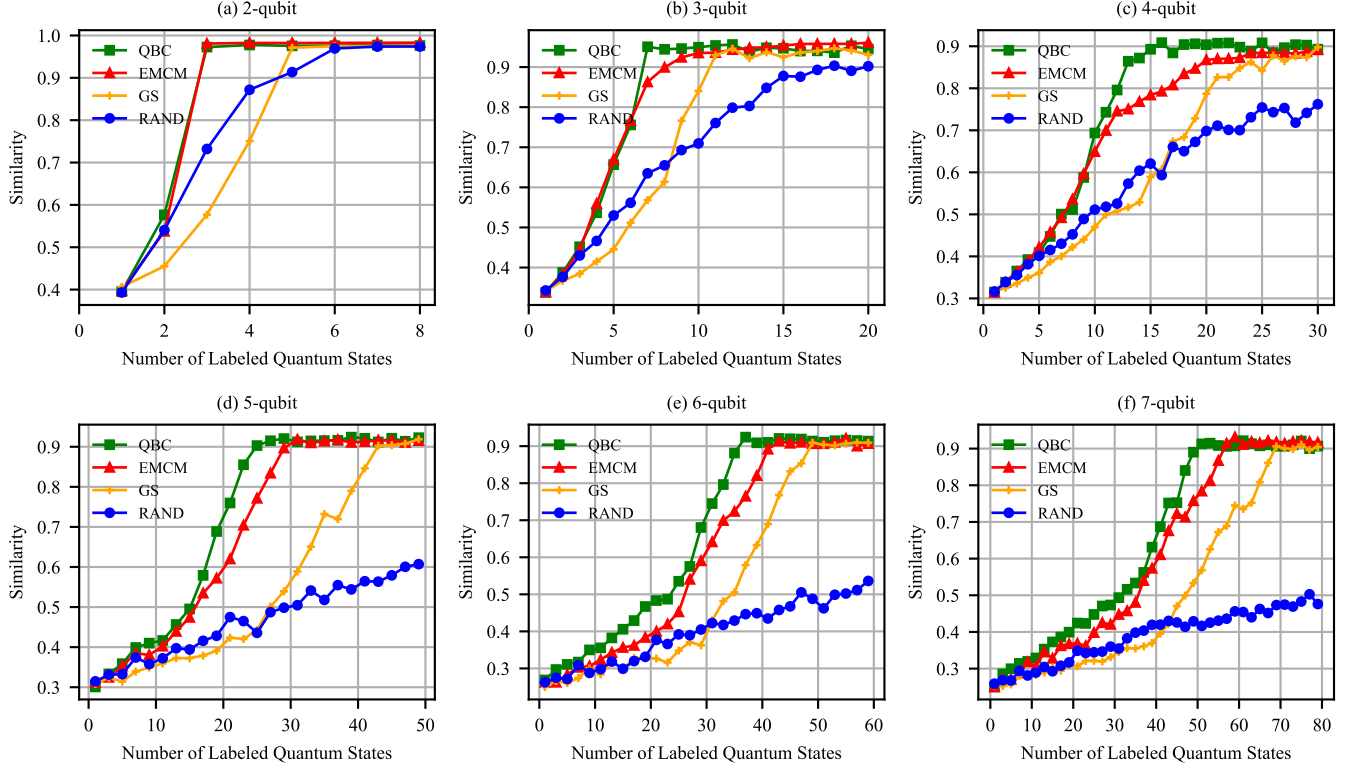 (a) 2-qubit
1.0
0.9
0.8
0.7
0.6
0.5
0.4
Similarity
QBC
EMCM
GS
RAND
0 2 4 6 8
Number of Labeled Quantum States
(b) 3-qubit
0.9
0.8
0.7
0.6
0.5
0.4
Similarity
QBC
EMCM
GS
RAND
0 5 10 15 20
Number of Labeled Quantum States
(c) 4-qubit
0.9
0.8
0.7
0.6
0.5
0.4
0.3
Similarity
QBC
EMCM
GS
RAND
0 5 10 15 20 25 30
Number of Labeled Quantum States
(d) 5-qubit
0.9
0.8
0.7
0.6
0.5
0.4
0.3
Similarity
QBC
EMCM
GS
RAND
0 10 20 30 40 50
Number of Labeled Quantum States
(e) 6-qubit
0.9
0.8
0.7
0.6
0.5
0.4
0.3
Similarity
QBC
EMCM
GS
RAND
0 10 20 30 40 50 60
Number of Labeled Quantum States
(f) 7-qubit
0.9
0.8
0.7
0.6
0.5
0.4
0.3
Similarity
QBC
EMCM
GS
RAND
0 10 20 30 40 50 60 70 80
Number of Labeled Quantum States